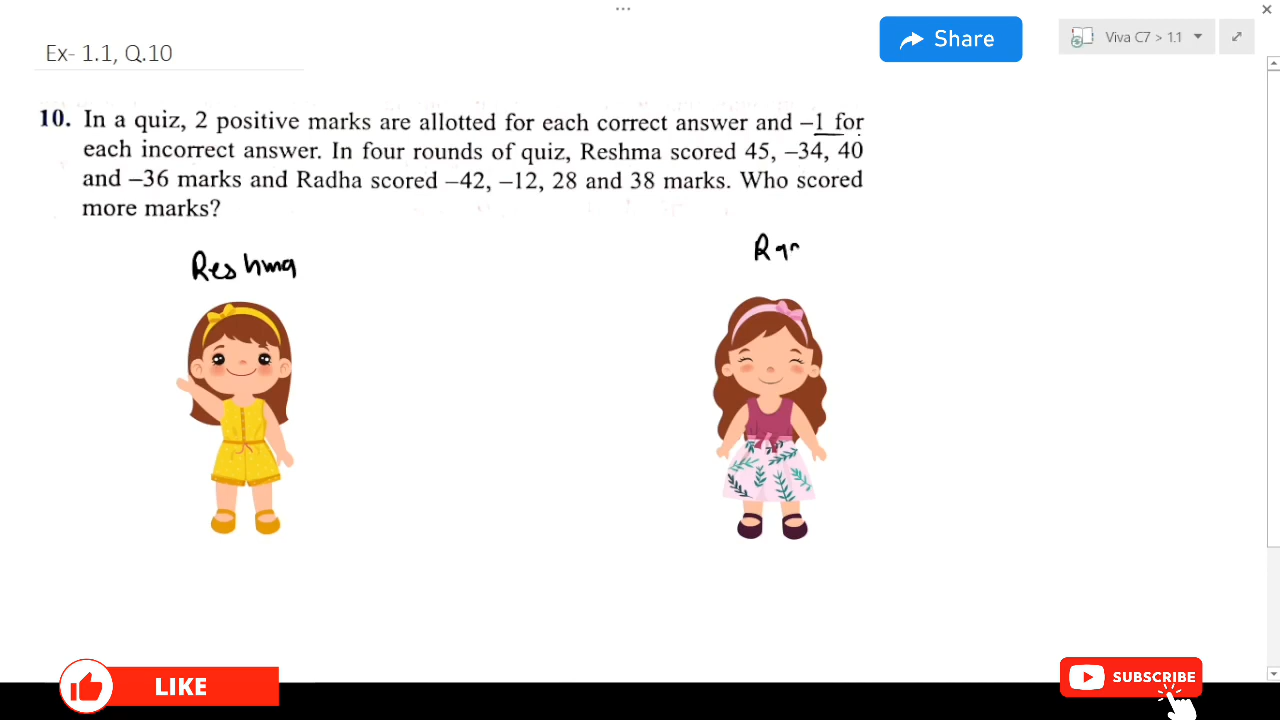 Ex- 1.1, Q.10
Share
Viva C7 > 1.1
10. In a quiz, 2 positive marks are allotted for each correct answer and –1 for
each incorrect answer. In four rounds of quiz, Reshma scored 45, –34, 40
and –36 marks and Radha scored –42, –12, 28 and 38 marks. Who scored
more marks?
Reshma
LIKE
SUBSCRIBE